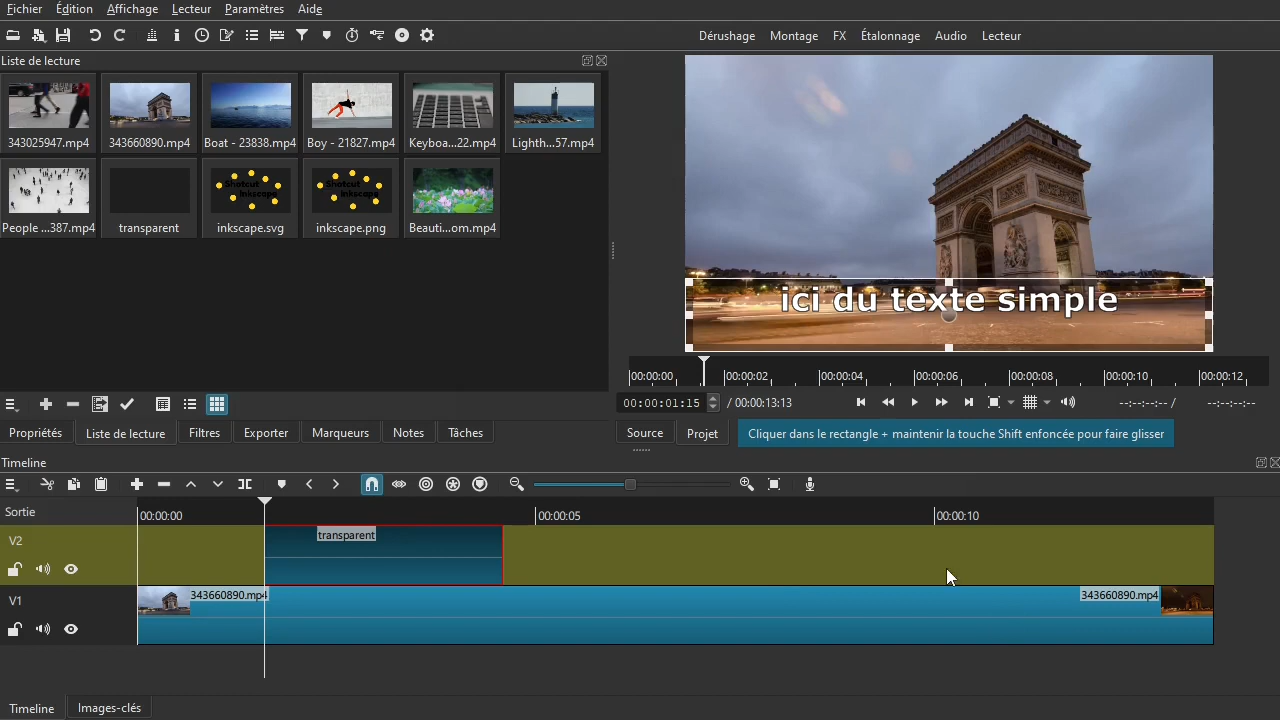 Fichier Édition Affichage Lecteur Paramètres Aide
Dérushage Montage FX Étalonnage Audio Lecteur
Liste de lecture
343025947.mp4 343660890.mp4 Boat - 23838.mp4 Boy - 21827.mp4 Keyboa...22.mp4 Lighth...57.mp4
People ...387.mp4 transparent inkscape.svg inkscape.png Beauti...om.mp4
Shotcut Inkscape Shotcut Inkscape
ici du texte simple
00:00:00 00:00:02 00:00:04 00:00:06 00:00:08 00:00:10 00:00:12
00:00:01:15 / 00:00:13:13 --:--:--:-- / --:--:--:--
Propriétés Liste de lecture Filtres Exporter Marqueurs Notes Tâches
Source Projet Cliquer dans le rectangle + maintenir la touche Shift enfoncée pour faire glisser
Timeline
Sortie 00:00:00 00:00:05 00:00:10
V2 transparent
V1 343660890.mp4 343660890.mp4
Timeline Images-clés